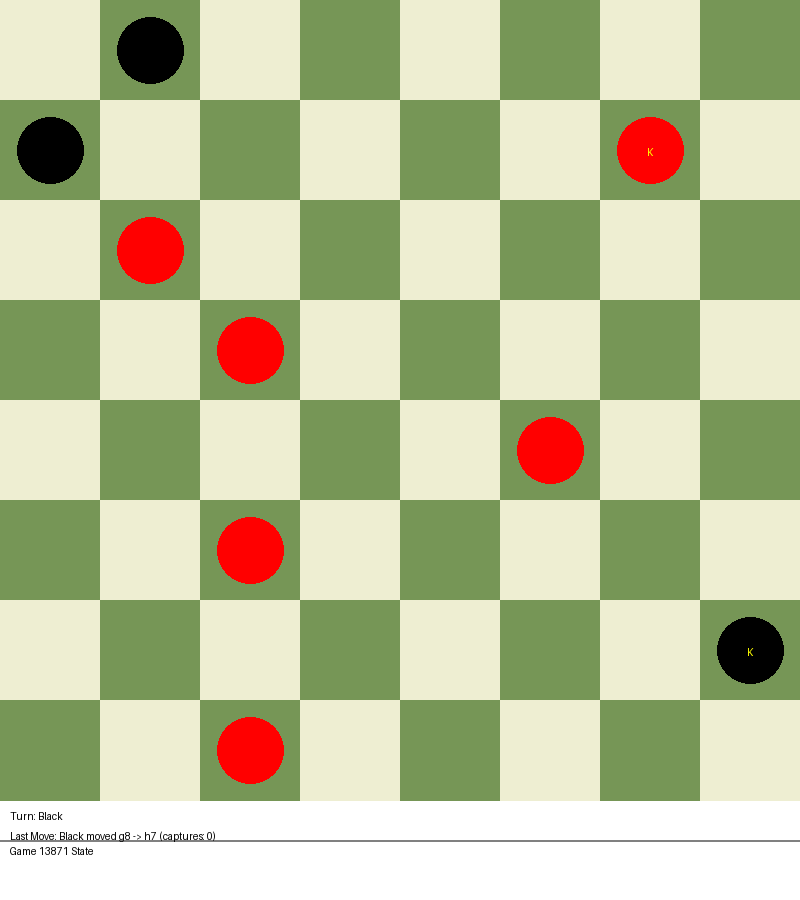 K
K
Turn: Black
Last Move: Black moved g8 -> h7 (captures: 0)
Game 13871 State